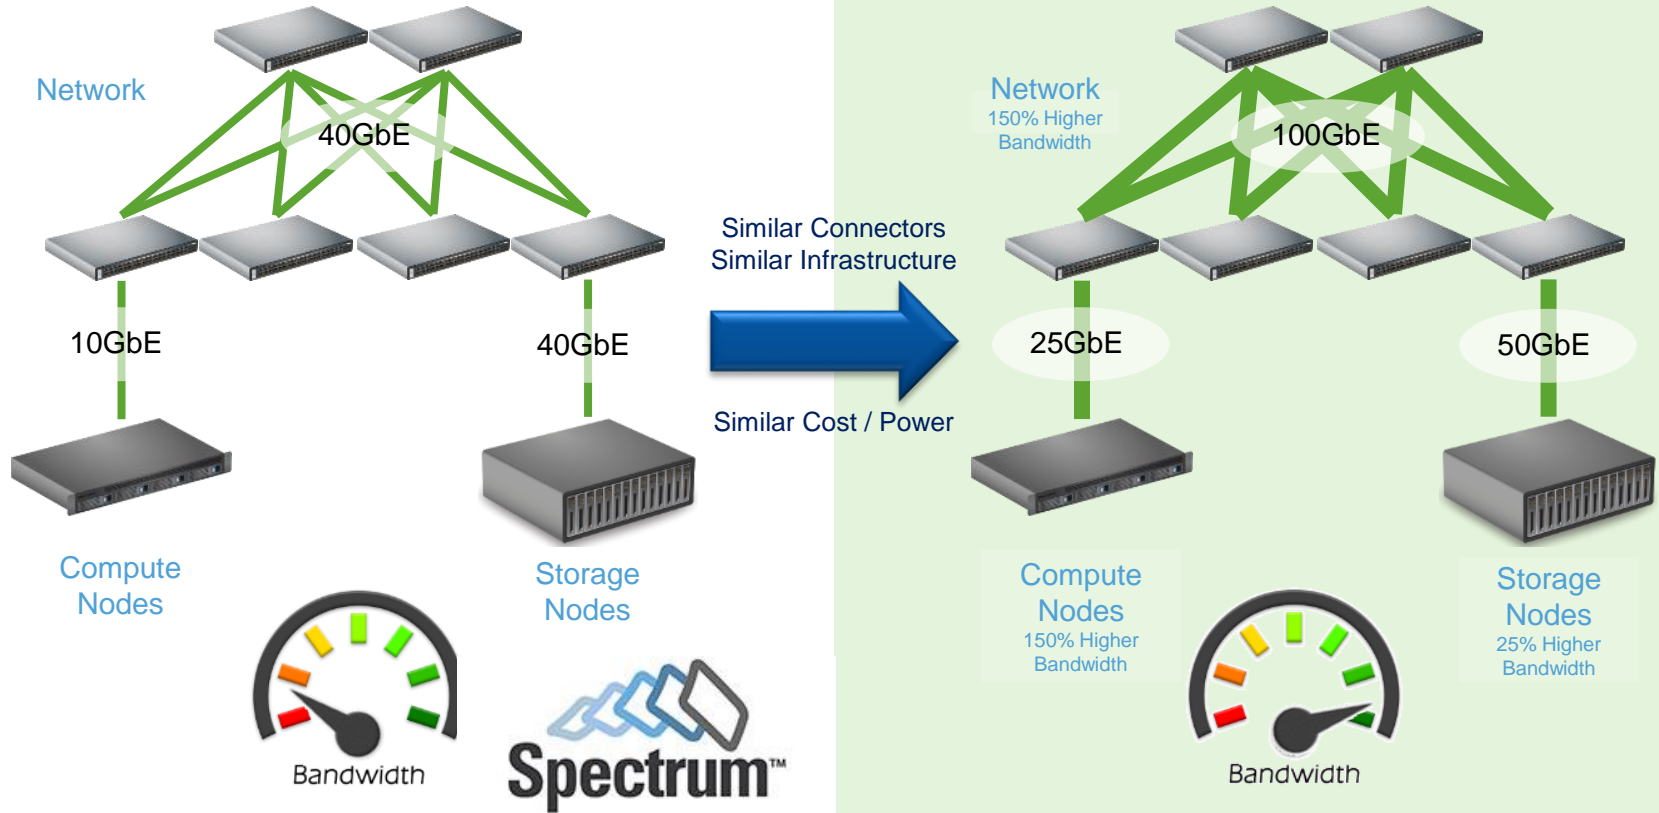 Network
40GbE
10GbE
40GbE
Compute
Nodes
Storage
Nodes
Bandwidth
Spectrum™
Similar Connectors
Similar Infrastructure
Similar Cost / Power
Network
150% Higher
Bandwidth
100GbE
25GbE
50GbE
Compute
Nodes
150% Higher
Bandwidth
Storage
Nodes
25% Higher
Bandwidth
Bandwidth